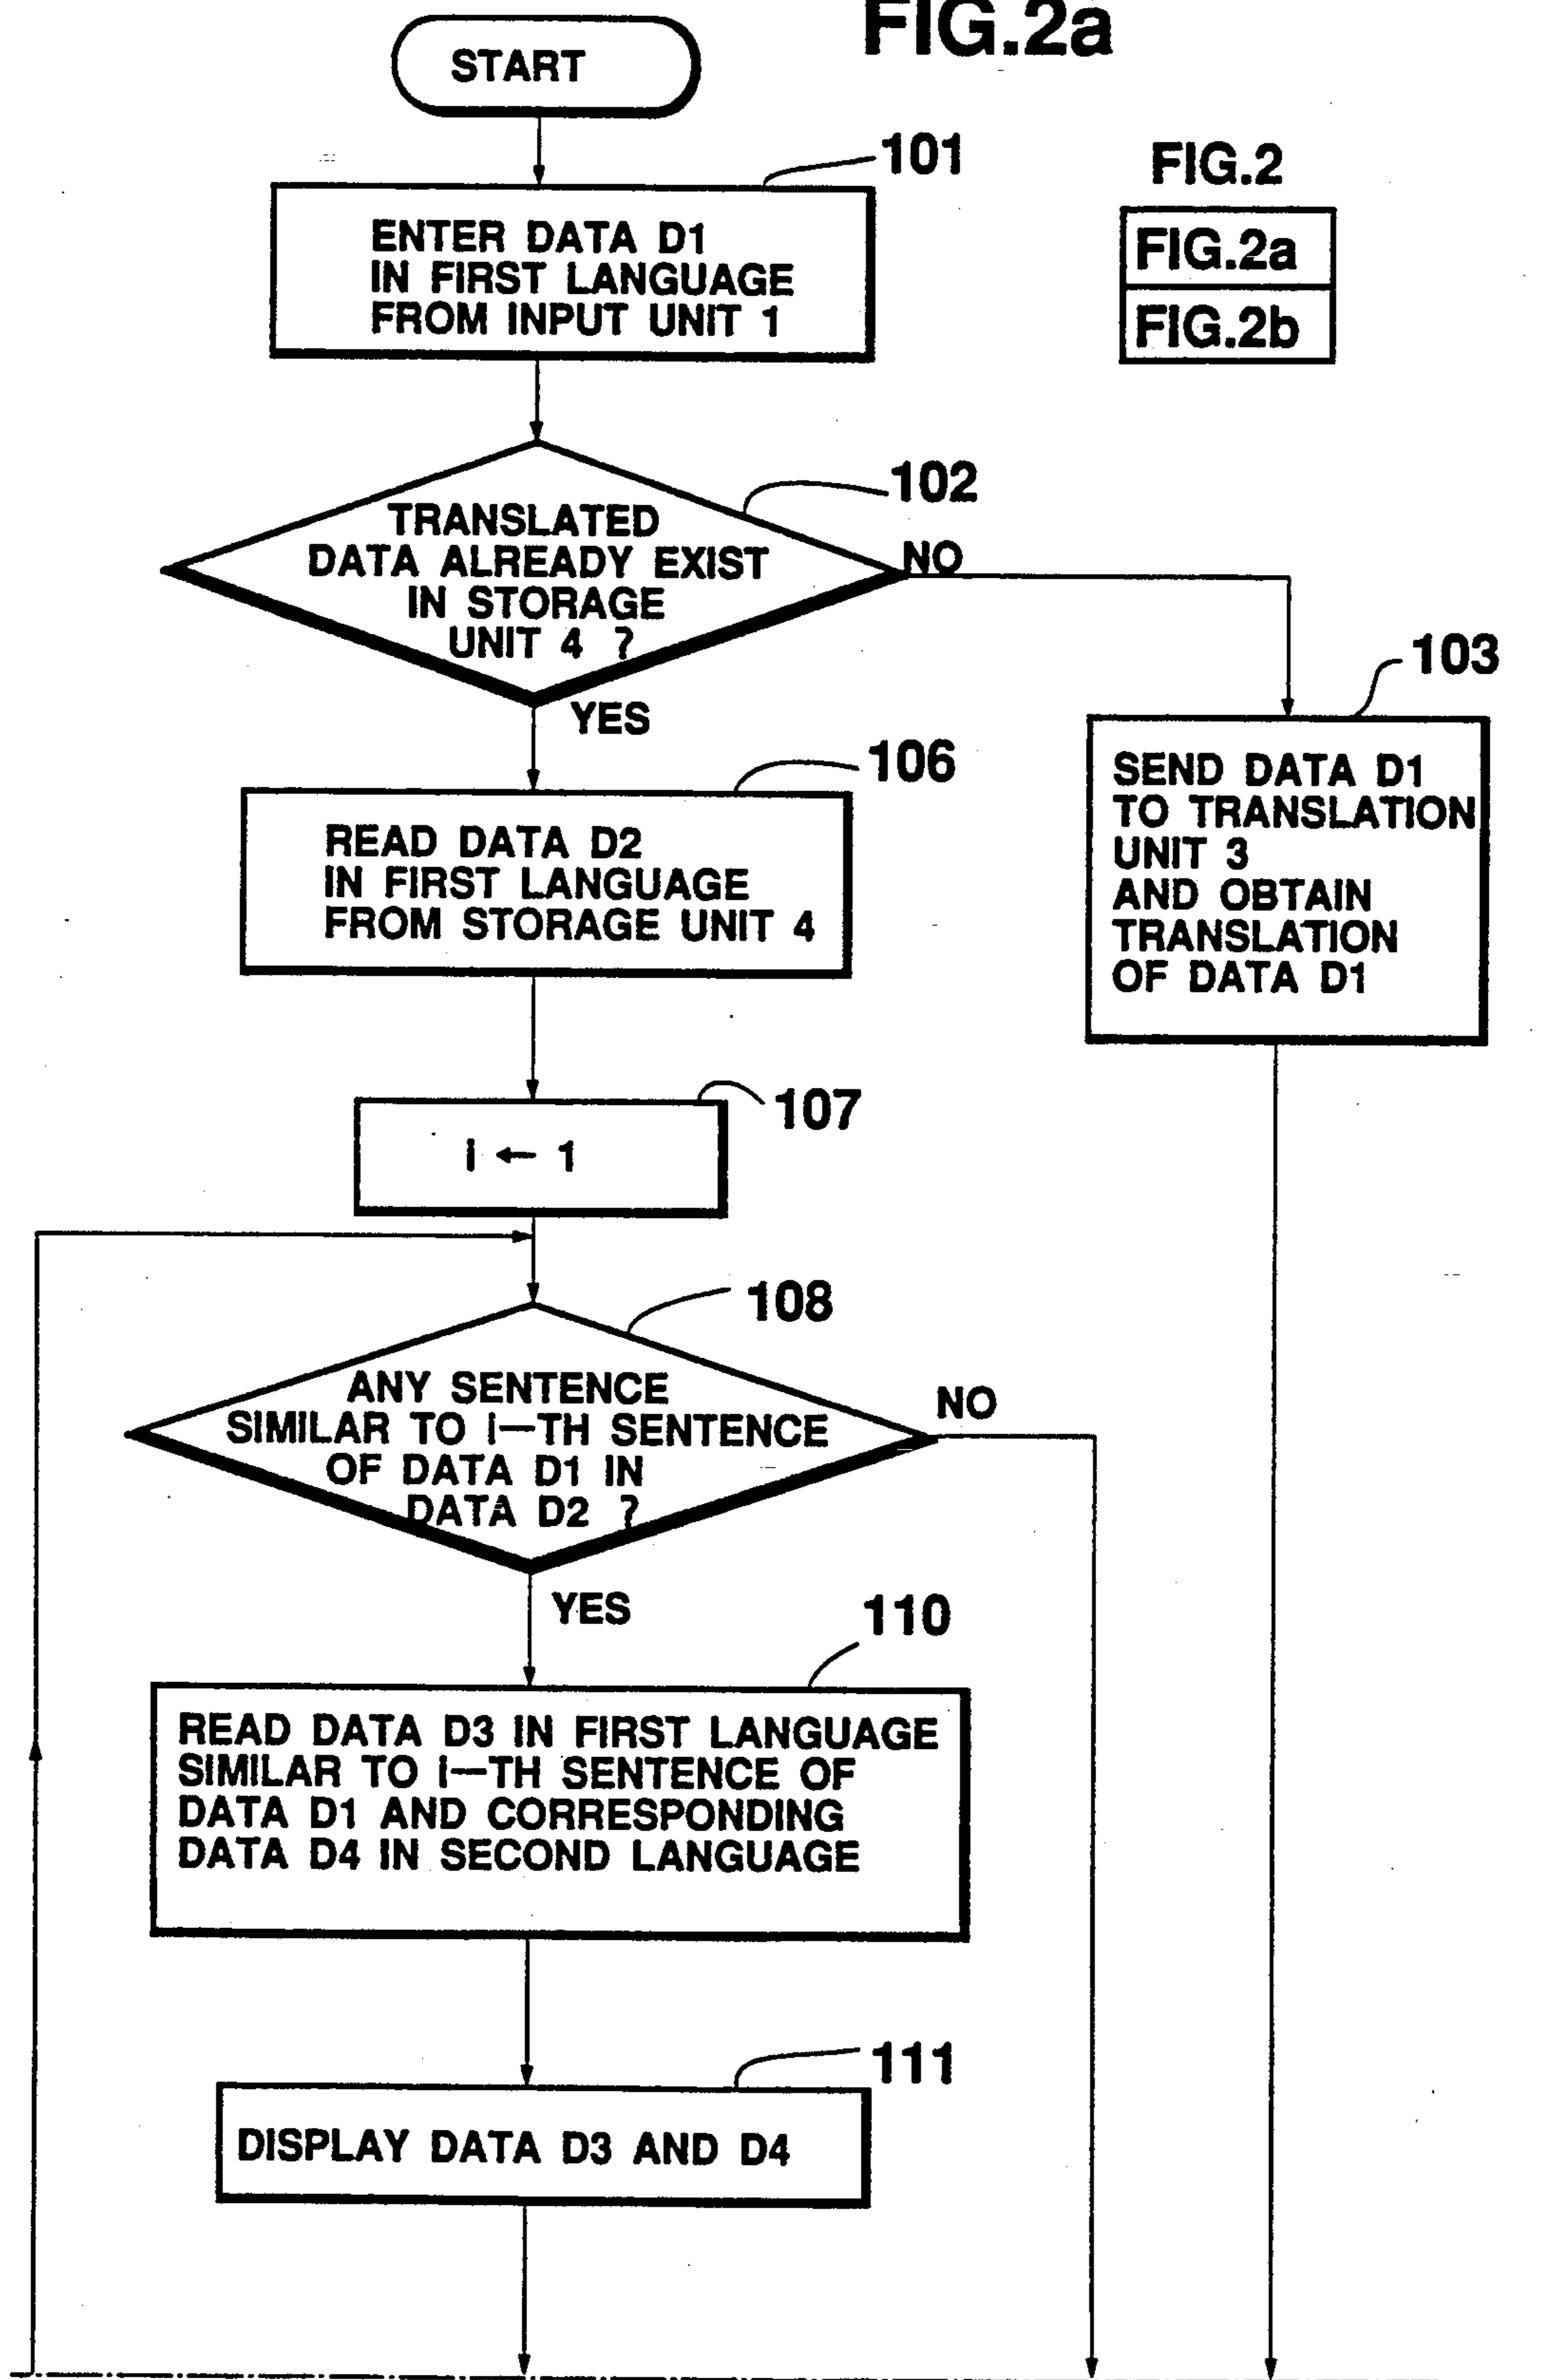 FIG.2a
START
101
FIG.2
FIG.2a
FIG.2b
ENTER DATA D1
IN FIRST LANGUAGE
FROM INPUT UNIT 1
102
TRANSLATED
DATA ALREADY EXIST
IN STORAGE
UNIT 4 ?
NO
YES
103
SEND DATA D1
TO TRANSLATION
UNIT 3
AND OBTAIN
TRANSLATION
OF DATA D1
106
READ DATA D2
IN FIRST LANGUAGE
FROM STORAGE UNIT 4
107
i ← 1
108
ANY SENTENCE
SIMILAR TO i—TH SENTENCE
OF DATA D1 IN
DATA D2 ?
NO
YES
110
READ DATA D3 IN FIRST LANGUAGE
SIMILAR TO i—TH SENTENCE OF
DATA D1 AND CORRESPONDING
DATA D4 IN SECOND LANGUAGE
111
DISPLAY DATA D3 AND D4